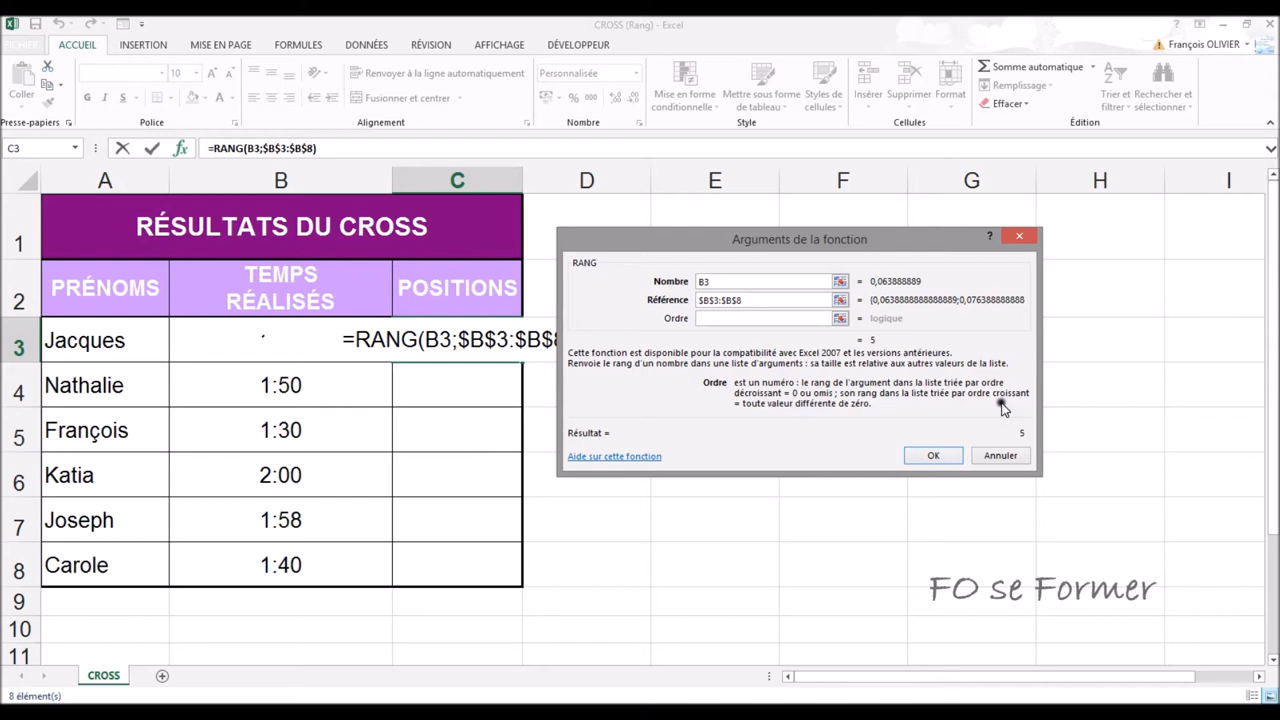 CROSS (Rang) - Excel
FICHIER ACCUEIL INSERTION MISE EN PAGE FORMULES DONNÉES RÉVISION AFFICHAGE DÉVELOPPEUR François OLIVIER
Coller
10
G I S
Renvoyer à la ligne automatiquement
Fusionner et centrer
Personnalisée
% 000
Mise en forme conditionnelle
Mettre sous forme de tableau
Styles de cellules
Insérer Supprimer Format
Somme automatique
Remplissage
Effacer
Trier et filtrer
Rechercher et sélectionner
Presse-papiers Police Alignement Nombre Style Cellules Édition
C3 fx =RANG(B3;$B$3:$B$8)
A B C D E F G H I
1 RÉSULTATS DU CROSS
2 PRÉNOMS TEMPS RÉALISÉS POSITIONS
3 Jacques =RANG(B3;$B$3:$B$8
4 Nathalie 1:50
5 François 1:30
6 Katia 2:00
7 Joseph 1:58
8 Carole 1:40
9
10
11
Arguments de la fonction ?
RANG
Nombre B3 = 0,063888889
Référence $B$3:$B$8 = {0,0638888888888889;0,076388888888
Ordre = logique
= 5
Cette fonction est disponible pour la compatibilité avec Excel 2007 et les versions antérieures.
Renvoie le rang d'un nombre dans une liste d'arguments : sa taille est relative aux autres valeurs de la liste.
Ordre est un numéro : le rang de l'argument dans la liste triée par ordre
décroissant = 0 ou omis ; son rang dans la liste triée par ordre croissant
= toute valeur différente de zéro.
Résultat = 5
Aide sur cette fonction OK Annuler
FO se Former
CROSS
8 élément(s)